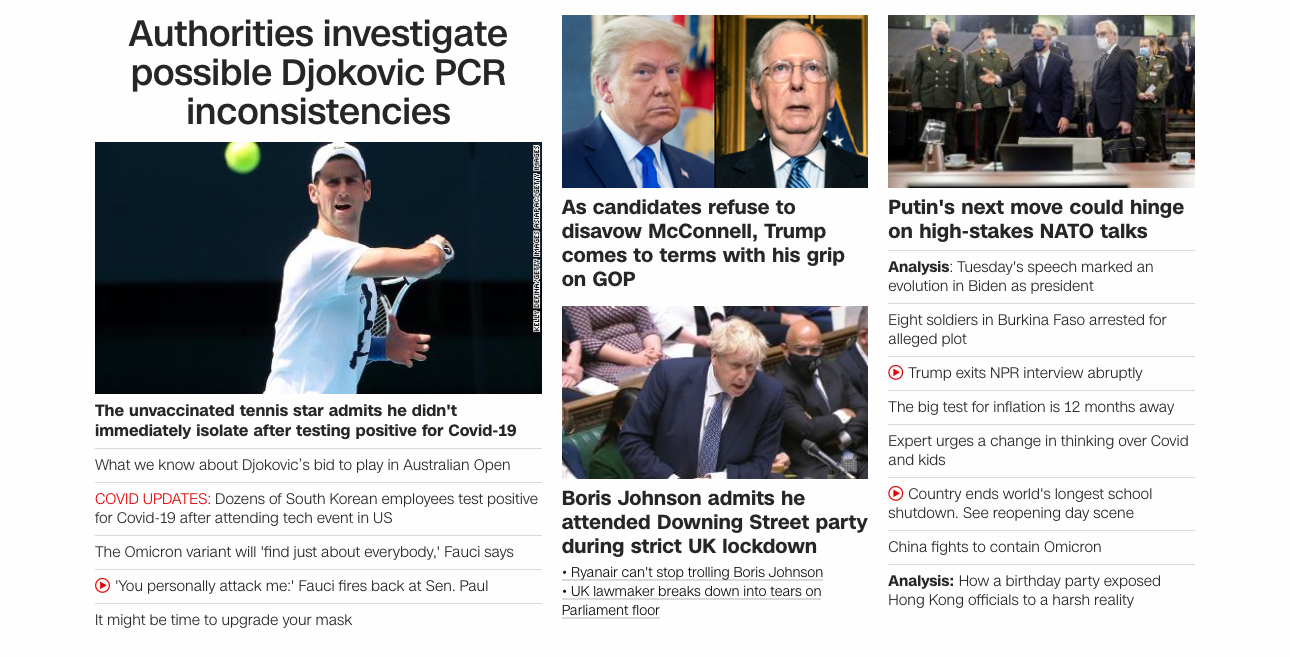 Authorities investigate
possible Djokovic PCR
inconsistencies
KELLY DEFINA/GETTY IMAGES ASIAPAC/GETTY IMAGES
The unvaccinated tennis star admits he didn't
immediately isolate after testing positive for Covid-19
What we know about Djokovic's bid to play in Australian Open
COVID UPDATES: Dozens of South Korean employees test positive
for Covid-19 after attending tech event in US
The Omicron variant will 'find just about everybody,' Fauci says
'You personally attack me:' Fauci fires back at Sen. Paul
It might be time to upgrade your mask
As candidates refuse to
disavow McConnell, Trump
comes to terms with his grip
on GOP
Boris Johnson admits he
attended Downing Street party
during strict UK lockdown
• Ryanair can't stop trolling Boris Johnson
• UK lawmaker breaks down into tears on
Parliament floor
Putin's next move could hinge
on high-stakes NATO talks
Analysis: Tuesday's speech marked an
evolution in Biden as president
Eight soldiers in Burkina Faso arrested for
alleged plot
Trump exits NPR interview abruptly
The big test for inflation is 12 months away
Expert urges a change in thinking over Covid
and kids
Country ends world's longest school
shutdown. See reopening day scene
China fights to contain Omicron
Analysis: How a birthday party exposed
Hong Kong officials to a harsh reality